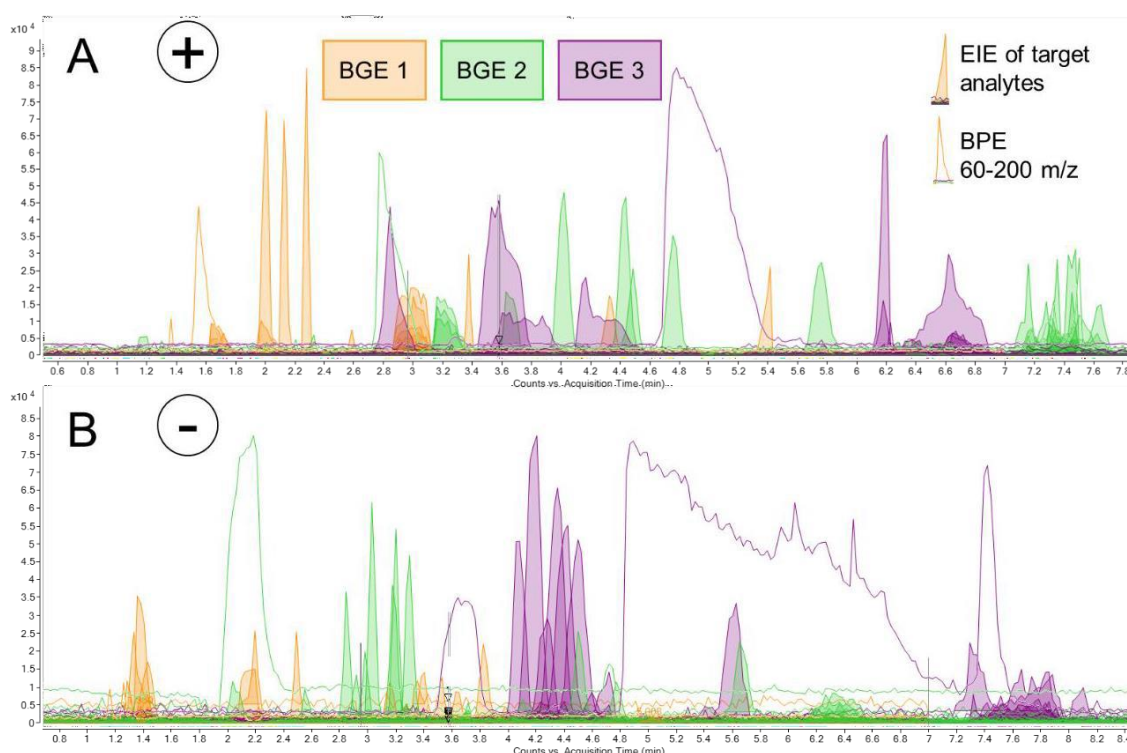 x10 4
A
+
BGE 1
BGE 2
BGE 3
EIE of target
analytes
BPE
60-200 m/z
9
8.5
8
7.5
7
6.5
6
5.5
5
4.5
4
3.5
3
2.5
2
1.5
1
0.5
0
0.6 0.8 1 1.2 1.4 1.6 1.8 2 2.2 2.4 2.6 2.8 3 3.2 3.4 3.6 3.8 4 4.2 4.4 4.6 4.8 5 5.2 5.4 5.6 5.8 6 6.2 6.4 6.6 6.8 7 7.2 7.4 7.6 7.8
Counts vs. Acquisition Time (min)
x10 4
B
-
8.5
8
7.5
7
6.5
6
5.5
5
4.5
4
3.5
3
2.5
2
1.5
1
0.5
0
0.8 1 1.2 1.4 1.6 1.8 2 2.2 2.4 2.6 2.8 3 3.2 3.4 3.6 3.8 4 4.2 4.4 4.6 4.8 5 5.2 5.4 5.6 5.8 6 6.2 6.4 6.6 6.8 7 7.2 7.4 7.6 7.8 8 8.2 8.4
Counts vs. Acquisition Time (min)